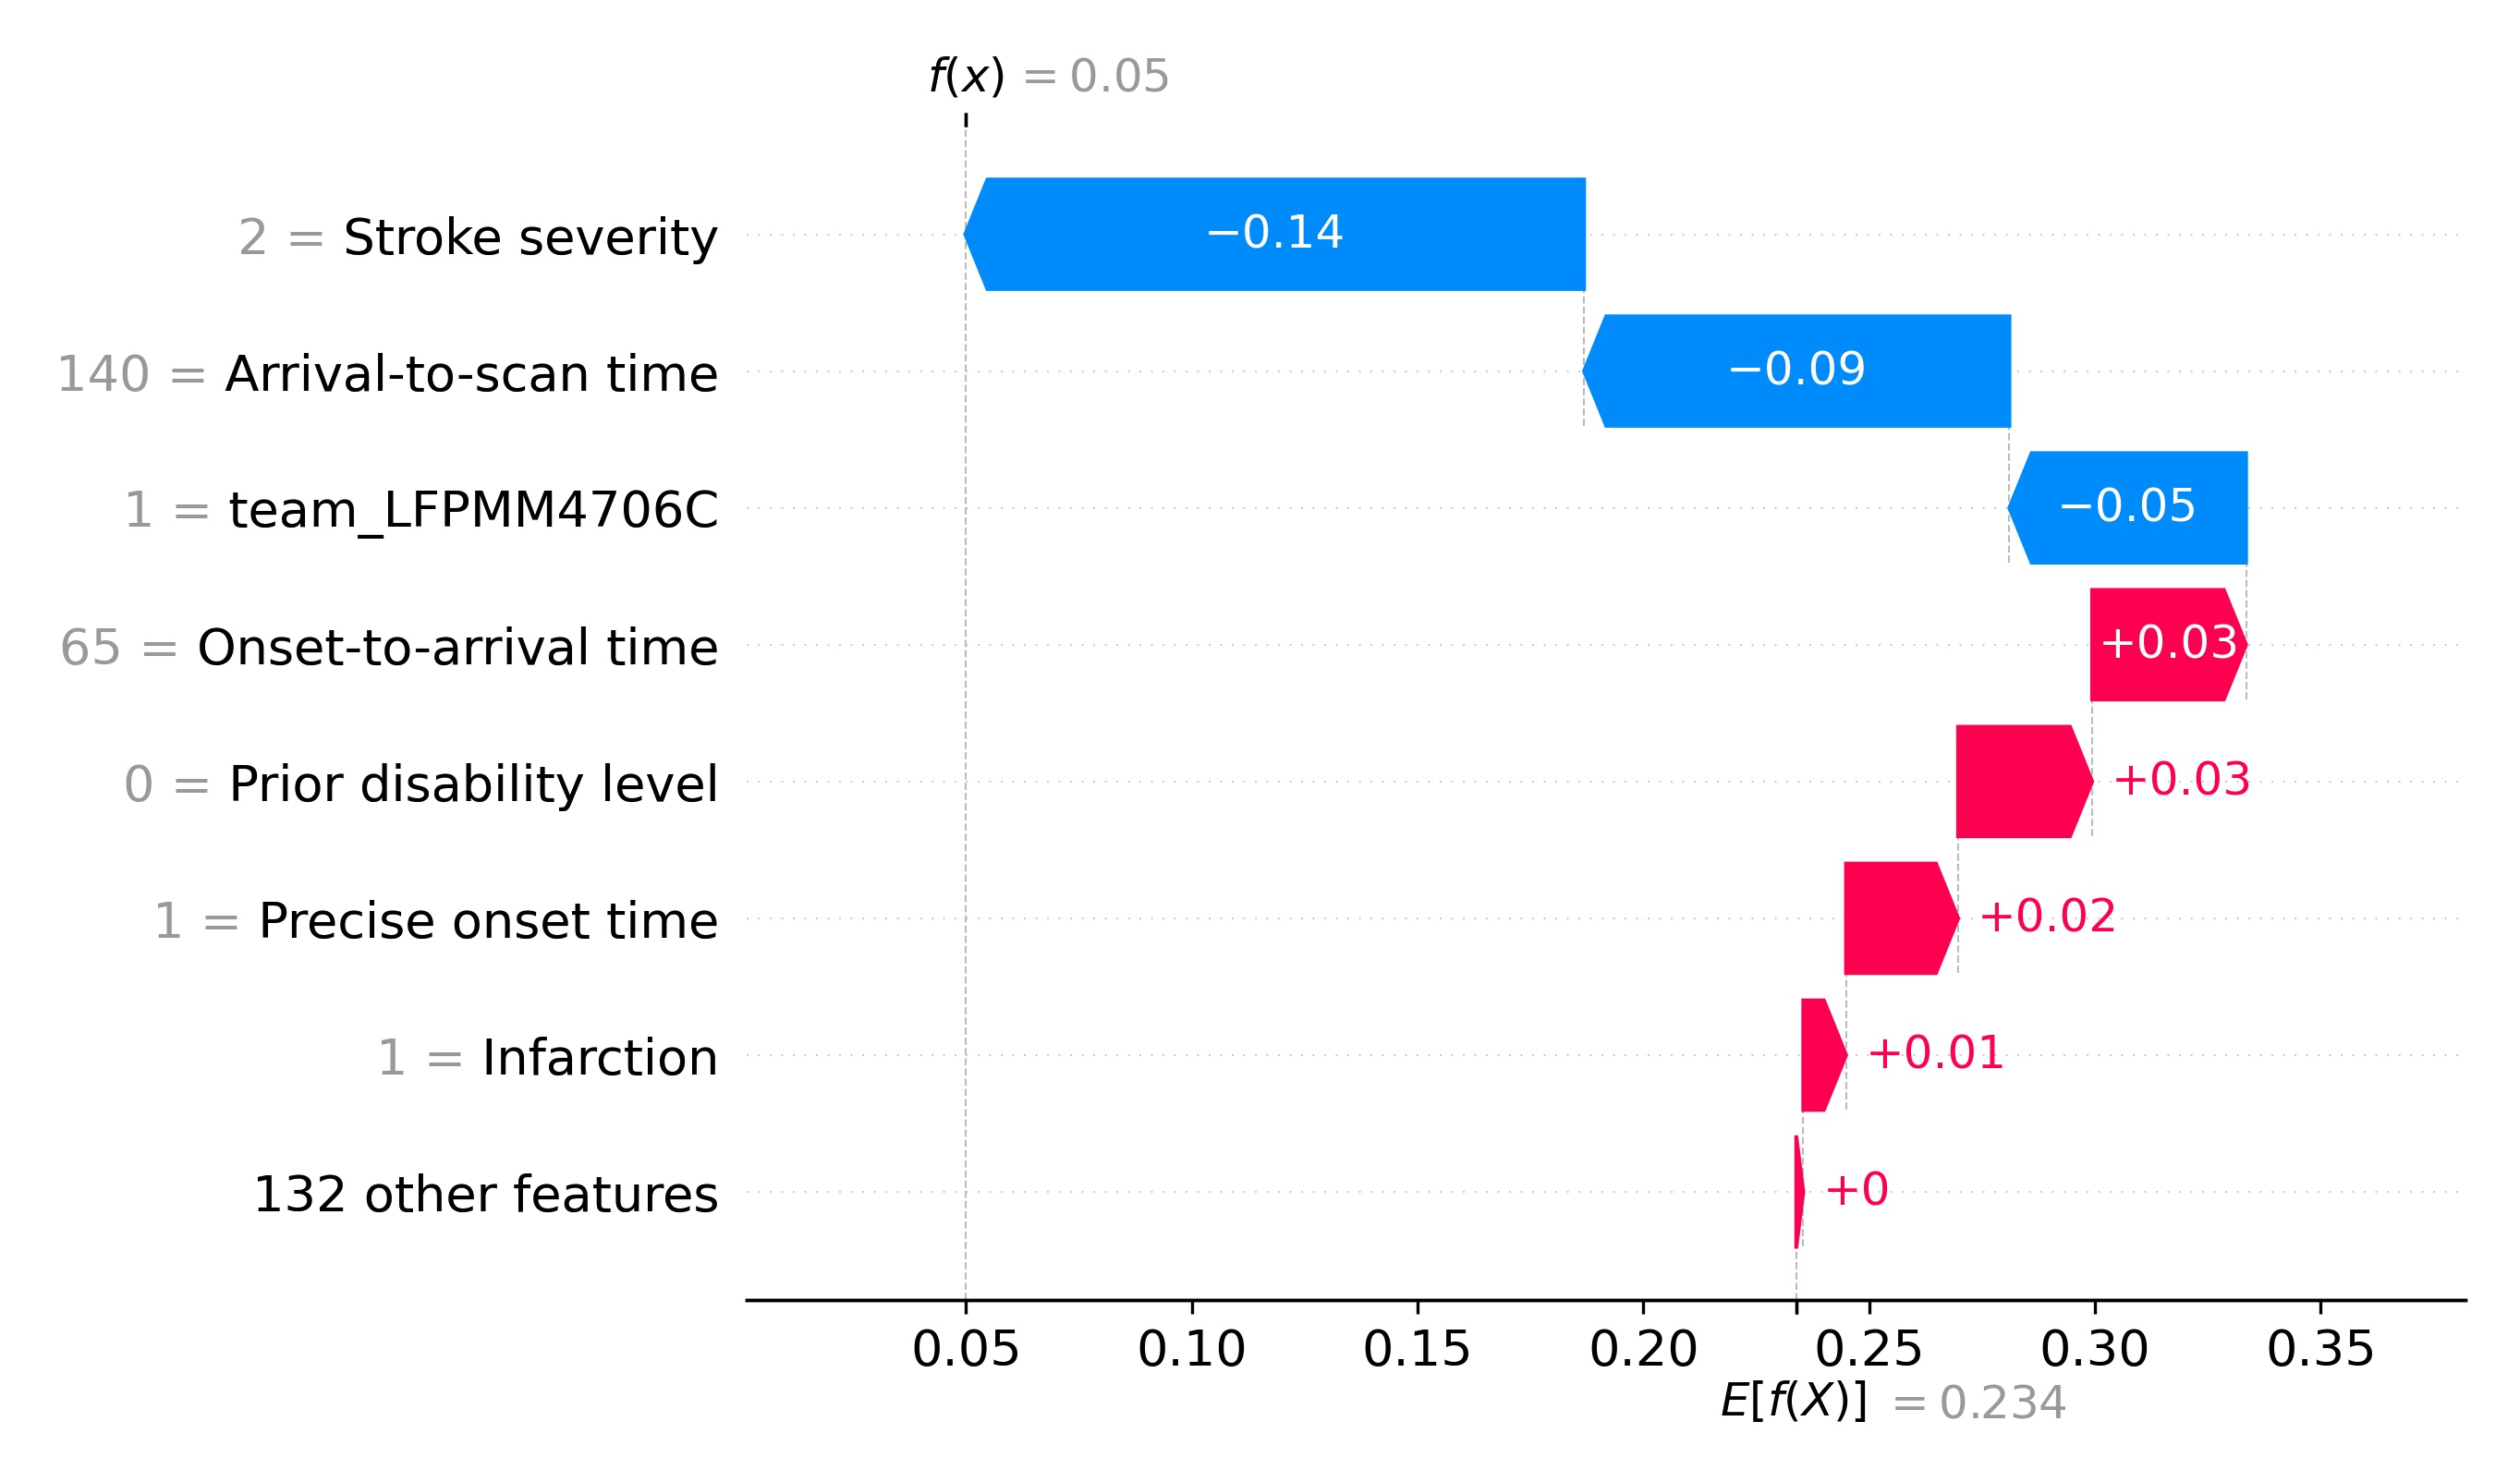 f(x) = 0.05
2 = Stroke severity −0.14
140 = Arrival-to-scan time −0.09
1 = team_LFPMM4706C −0.05
65 = Onset-to-arrival time +0.03
0 = Prior disability level +0.03
1 = Precise onset time +0.02
1 = Infarction +0.01
132 other features +0
0.05 0.10 0.15 0.20 0.25 0.30 0.35
E[f(X)] = 0.234